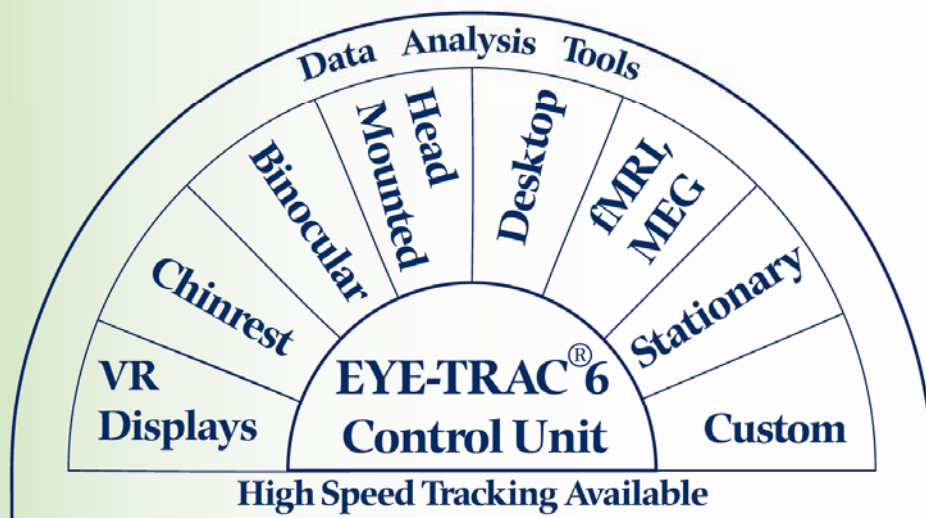 Data Analysis Tools
VR
Displays
Chinrest
Binocular
Head
Mounted
Desktop
fMRI,
MEG
Stationary
Custom
EYE-TRAC®6
Control Unit
High Speed Tracking Available